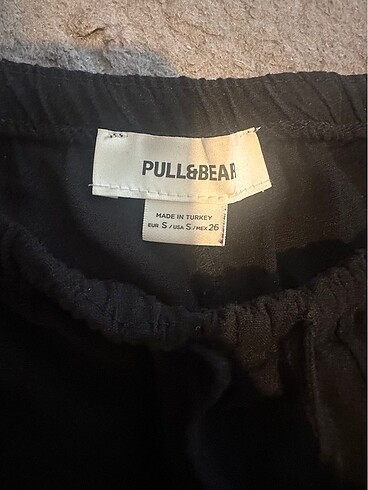 PULL&BEAR
MADE IN TURKEY
EUR S / USA S / MEX 26